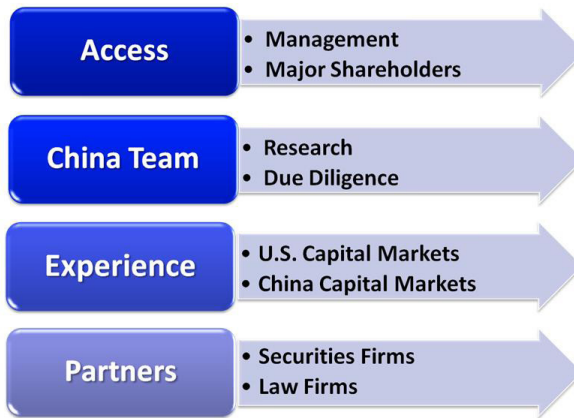 Access
• Management
• Major Shareholders
China Team
• Research
• Due Diligence
Experience
• U.S. Capital Markets
• China Capital Markets
Partners
• Securities Firms
• Law Firms